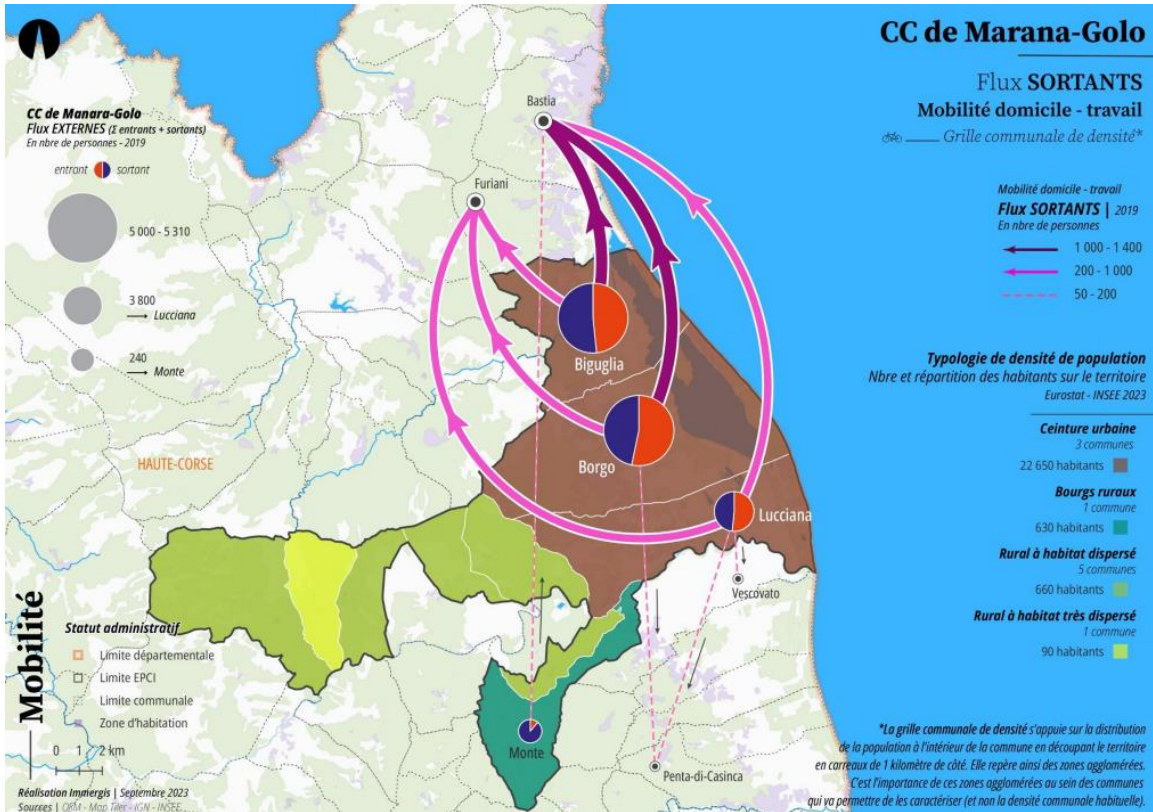 CC de Marana-Golo
Flux SORTANTS
Mobilité domicile - travail
Grille communale de densité*
CC de Manara-Golo
Flux EXTERNES (Σ entrants + sortants)
En nbre de personnes - 2019
entrant sortant
5 000 - 5 310
3 800
Lucciana
240
Monte
Mobilité domicile - travail
Flux SORTANTS | 2019
En nbre de personnes
1 000 - 1 400
200 - 1 000
50 - 200
Typologie de densité de population
Nbre et répartition des habitants sur le territoire
Eurostat - INSEE 2023
Ceinture urbaine
3 communes
22 650 habitants
Bourgs ruraux
1 commune
630 habitants
Rural à habitat dispersé
5 communes
660 habitants
Rural à habitat très dispersé
1 commune
90 habitants
Bastia
Furiani
Biguglia
Borgo
Lucciana
HAUTE-CORSE
Vescovato
Monte
Penta-di-Casinca
Mobilité
Statut administratif
Limite départementale
Limite EPCI
Limite communale
Zone d'habitation
0 1 2 km
Réalisation Immergis | Septembre 2023
Sources | OSM - Map Tiler - IGN - INSEE
*La grille communale de densité s'appuie sur la distribution
de la population à l'intérieur de la commune en découpant le territoire
en carreaux de 1 kilomètre de côté. Elle repère ainsi des zones agglomérées.
C'est l'importance de ces zones agglomérées au sein des communes
qui va permettre de les caractériser (et non la densité communale habituelle).